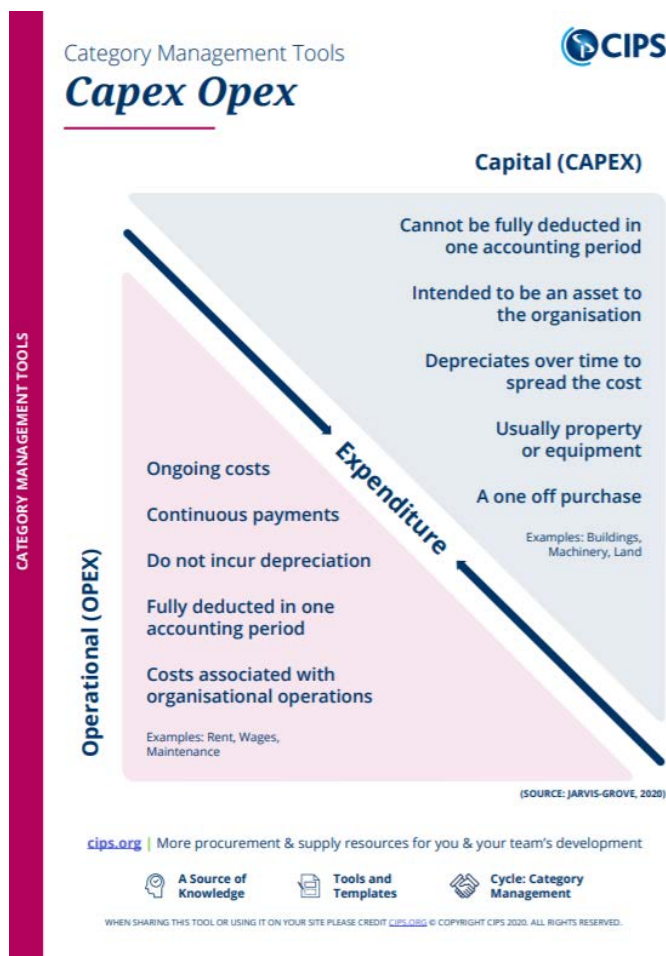 Category Management Tools
CIPS
Capex Opex
Capital (CAPEX)
Cannot be fully deducted in
one accounting period
Intended to be an asset to
the organisation
Depreciates over time to
spread the cost
Usually property
or equipment
A one off purchase
Examples: Buildings,
Machinery, Land
Expenditure
Operational (OPEX)
Ongoing costs
Continuous payments
Do not incur depreciation
Fully deducted in one
accounting period
Costs associated with
organisational operations
Examples: Rent, Wages,
Maintenance
(SOURCE: JARVIS-GROVE, 2020)
CATEGORY MANAGEMENT TOOLS
cips.org | More procurement & supply resources for you & your team's development
A Source of
Knowledge
Tools and
Templates
Cycle: Category
Management
WHEN SHARING THIS TOOL OR USING IT ON YOUR SITE PLEASE CREDIT CIPS.ORG © COPYRIGHT CIPS 2020. ALL RIGHTS RESERVED.